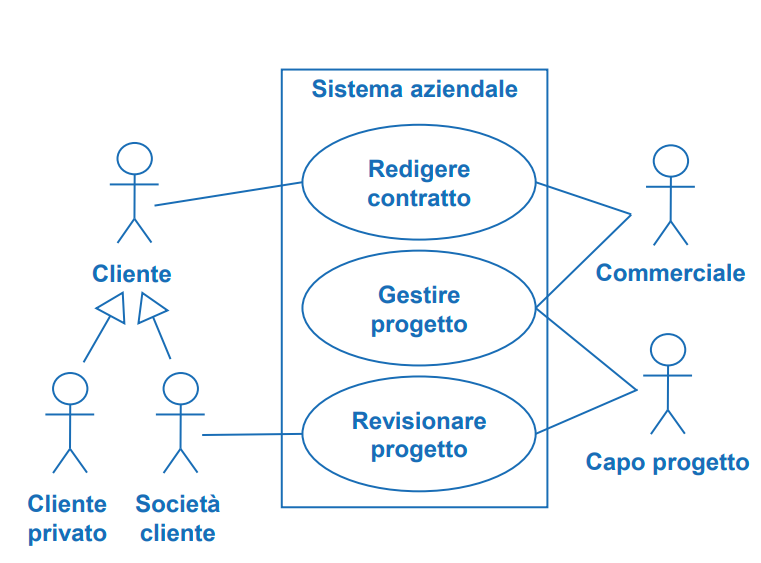 Sistema aziendale
Redigere
contratto
Cliente
Commerciale
Gestire
progetto
Revisionare
progetto
Capo progetto
Cliente
privato
Società
cliente